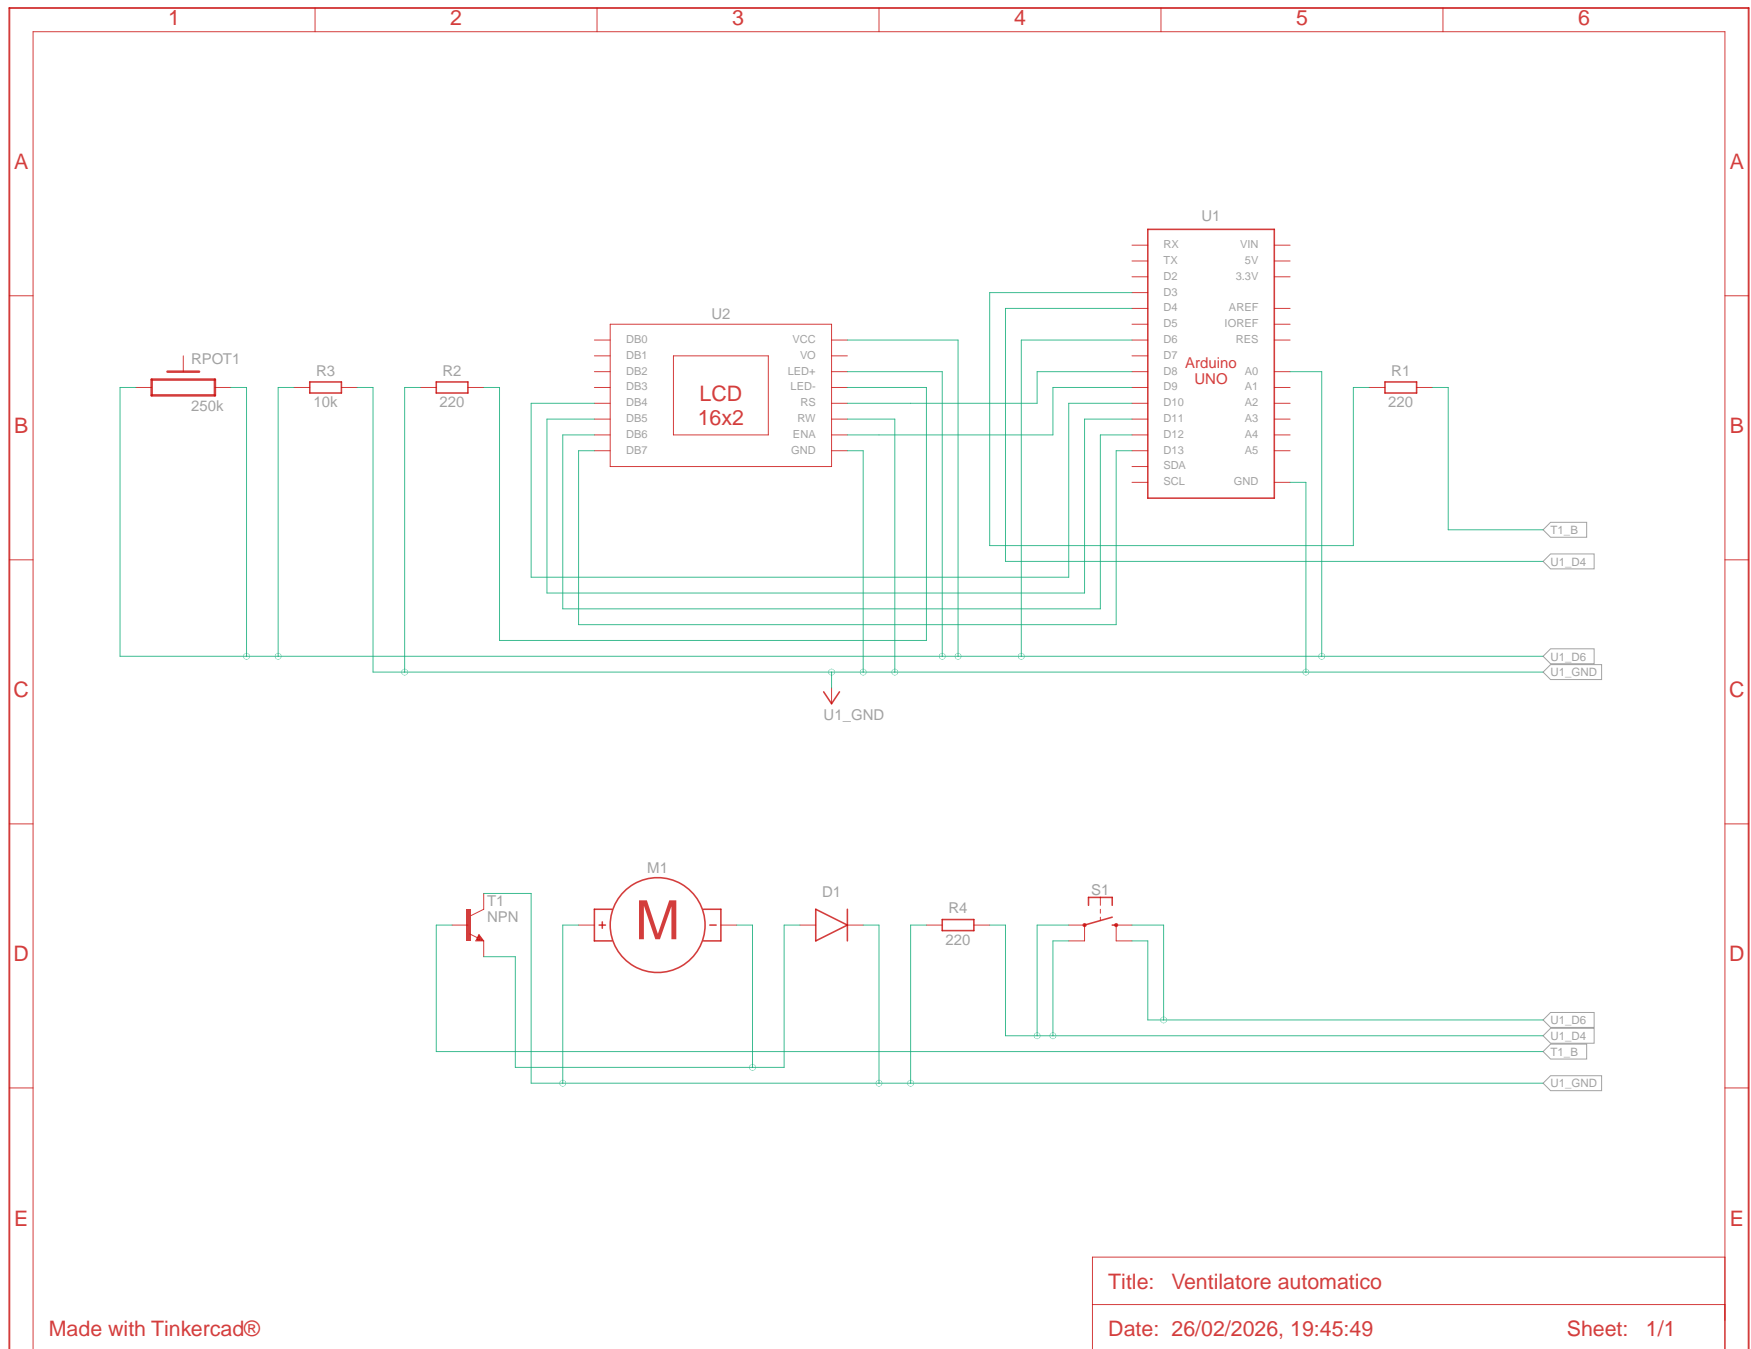 1 2 3 4 5 6
A A
U1
RX VIN
TX 5V
D2 3.3V
D3
D4 AREF
D5 IOREF
D6 RES
D7
Arduino
UNO
D8 A0
D9 A1
D10 A2
D11 A3
D12 A4
D13 A5
SDA
SCL GND
U2
DB0 VCC
DB1 VO
DB2 LED+
DB3 LED-
DB4 RS
DB5 RW
DB6 ENA
DB7 GND
LCD
16x2
RPOT1
250k
R3
10k
R2
220
R1
220
B B
T1_B
U1_D4
U1_D6
U1_GND
C C
U1_GND
T1
NPN
M1
+ M -
D1
R4
220
S1
D D
U1_D6
U1_D4
T1_B
U1_GND
E E
Title: Ventilatore automatico
Made with Tinkercad®
Date: 26/02/2026, 19:45:49 Sheet: 1/1